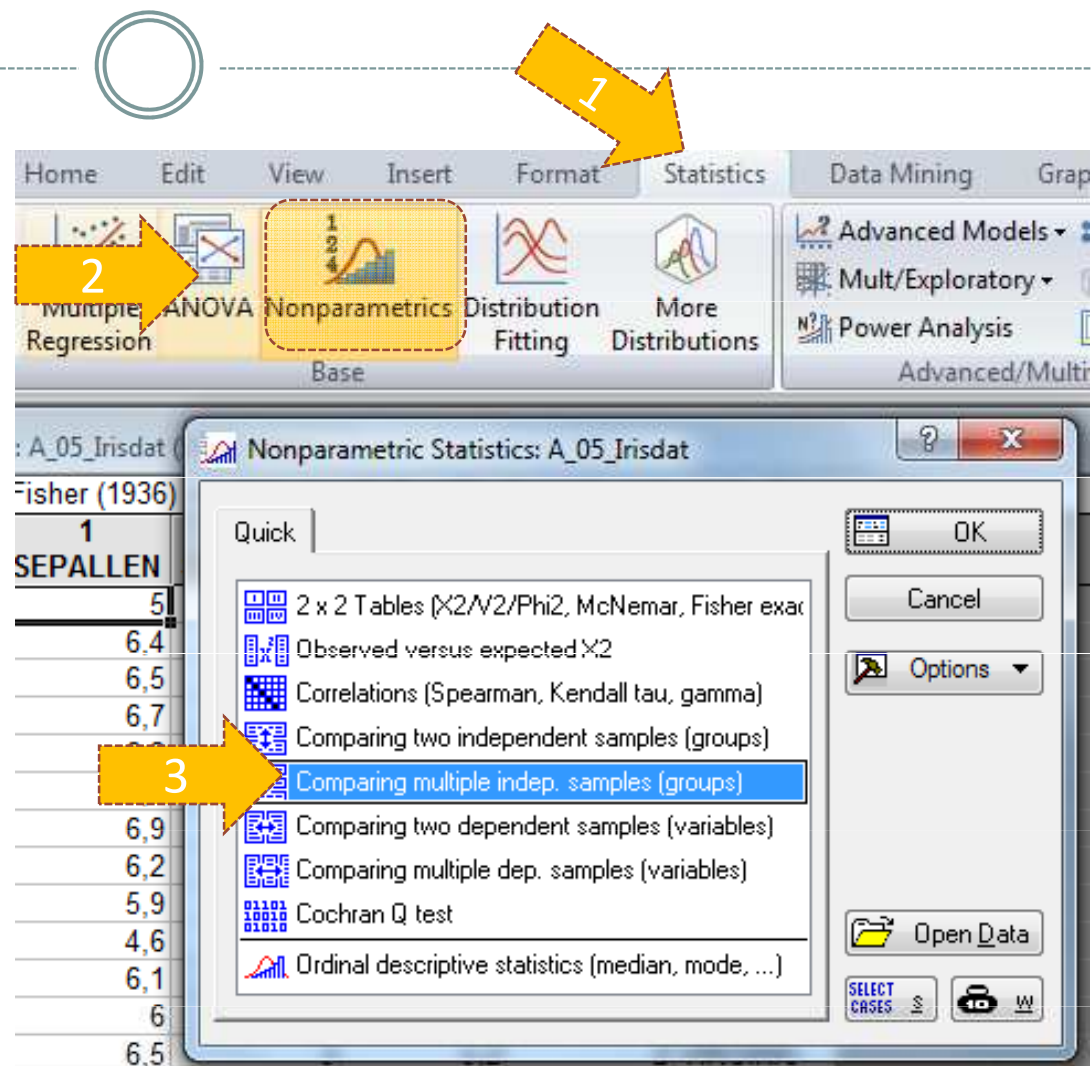 1
Home Edit View Insert Format Statistics Data Mining Grap
2
Multiple Regression
ANOVA
Nonparametrics
Distribution Fitting
More Distributions
Advanced Models
Mult/Exploratory
Power Analysis
Base
Advanced/Multi
: A_05_Irisdat (
Fisher (1936)
1
SEPALLEN
5
6,4
6,5
6,7
6,9
6,2
5,9
4,6
6,1
6
6,5
Nonparametric Statistics: A_05_Irisdat
Quick
2 x 2 Tables (X2/V2/Phi2, McNemar, Fisher exac
Observed versus expected X2
Correlations (Spearman, Kendall tau, gamma)
Comparing two independent samples (groups)
3
Comparing multiple indep. samples (groups)
Comparing two dependent samples (variables)
Comparing multiple dep. samples (variables)
Cochran Q test
Ordinal descriptive statistics (median, mode, ...)
OK
Cancel
Options
Open Data
SELECT CASES S
W